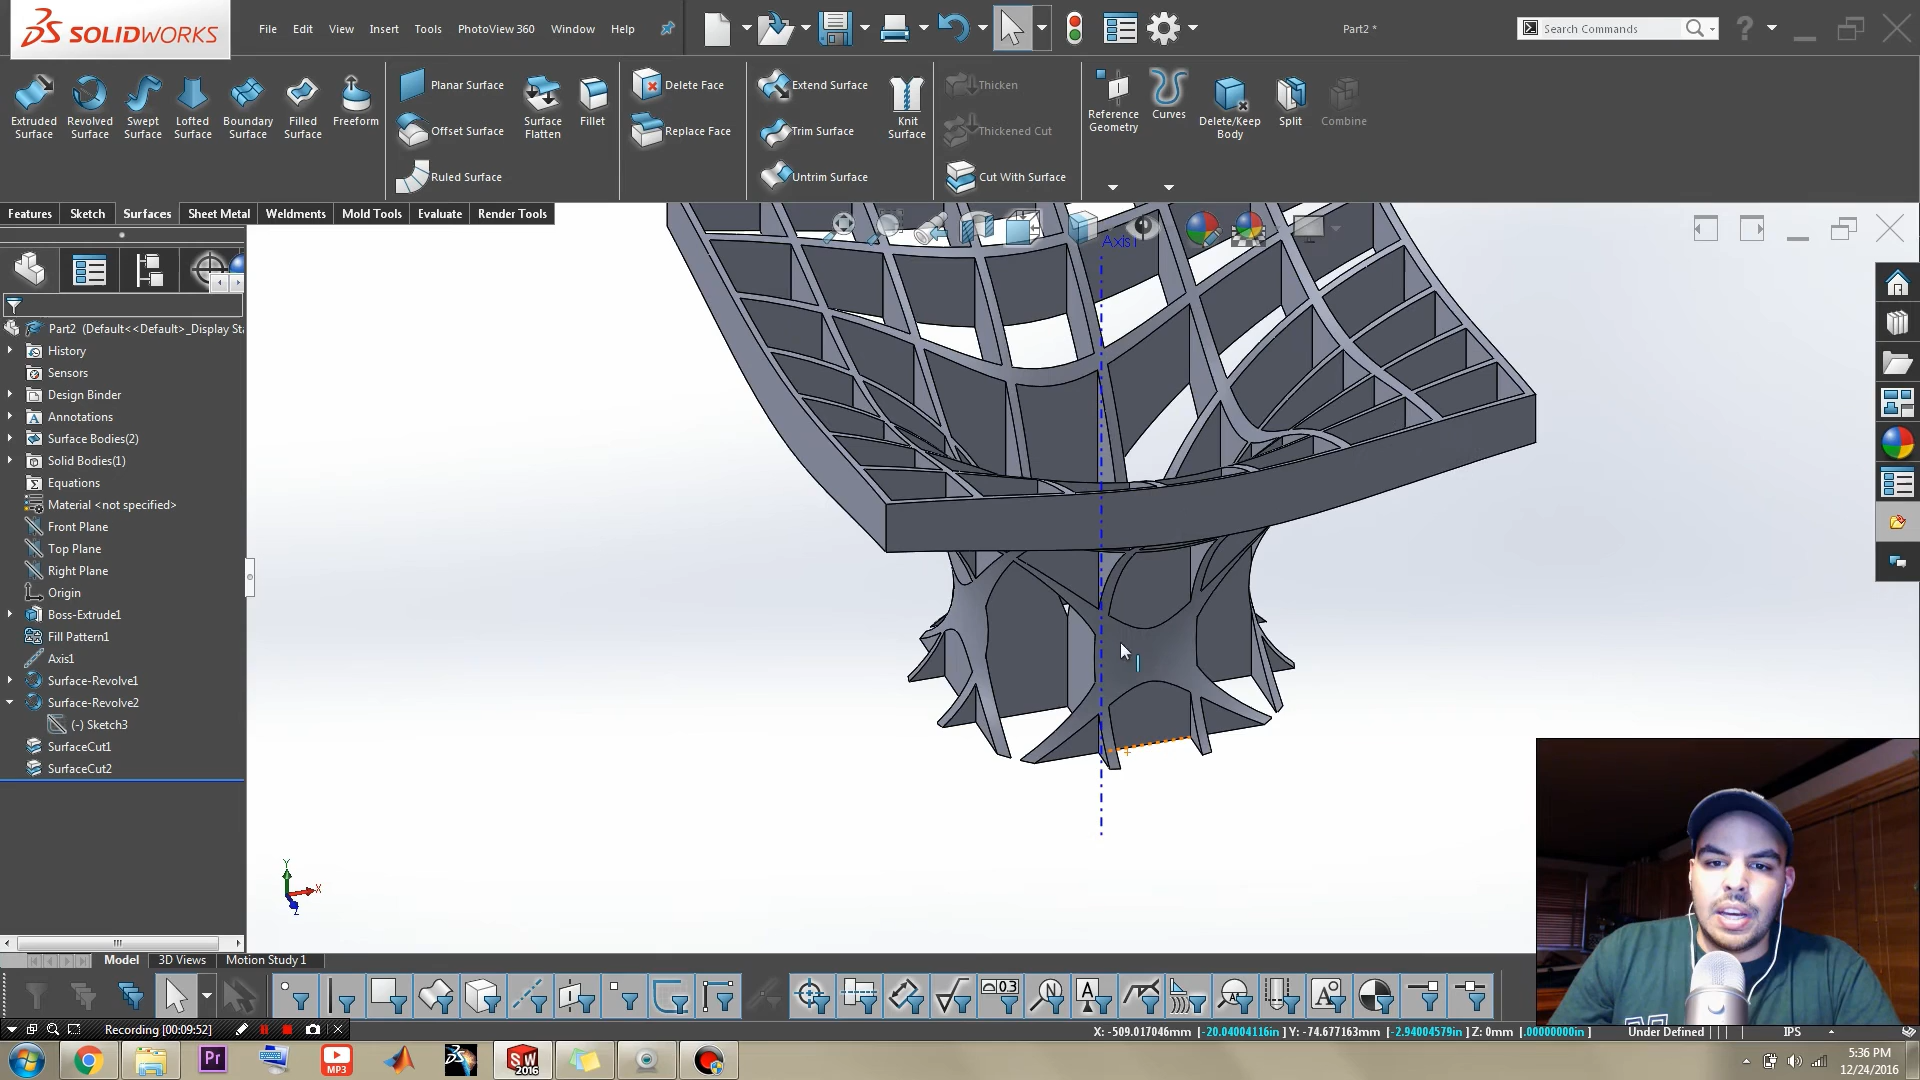 SOLIDWORKS
File Edit View Insert Tools PhotoView 360 Window Help
Part2 *
Search Commands
Extruded Surface
Revolved Surface
Swept Surface
Lofted Surface
Boundary Surface
Filled Surface
Freeform
Planar Surface
Offset Surface
Ruled Surface
Surface Flatten
Fillet
Delete Face
Replace Face
Extend Surface
Trim Surface
Untrim Surface
Knit Surface
Thicken
Thickened Cut
Cut With Surface
Reference Geometry
Curves
Delete/Keep Body
Split
Combine
Features Sketch Surfaces Sheet Metal Weldments Mold Tools Evaluate Render Tools
Axis1
Part2 (Default<<Default>_Display Sta
History
Sensors
Design Binder
Annotations
Surface Bodies(2)
Solid Bodies(1)
Equations
Material <not specified>
Front Plane
Top Plane
Right Plane
Origin
Boss-Extrude1
Fill Pattern1
Axis1
Surface-Revolve1
Surface-Revolve2
(-) Sketch3
SurfaceCut1
SurfaceCut2
Y
X
Z
Model 3D Views Motion Study 1
0.3
A
A
Recording [00:09:52]
X: -509.017046mm [-20.04004116in ] Y: -74.677163mm [-2.94004579in ] Z: 0mm [.00000000in ]
Under Defined
IPS
Pr
MP3
SW
2016
5:36 PM
12/24/2016